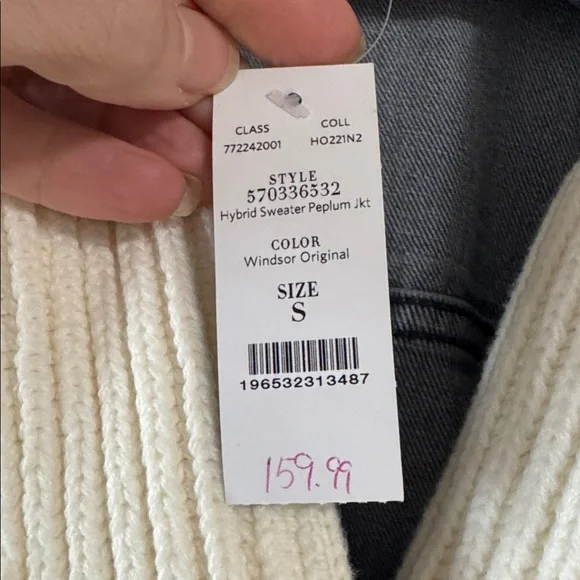 CLASS COLL
772242001 HO221N2
STYLE
570336532
Hybrid Sweater Peplum Jkt
COLOR
Windsor Original
SIZE
S
196532313487
159.99